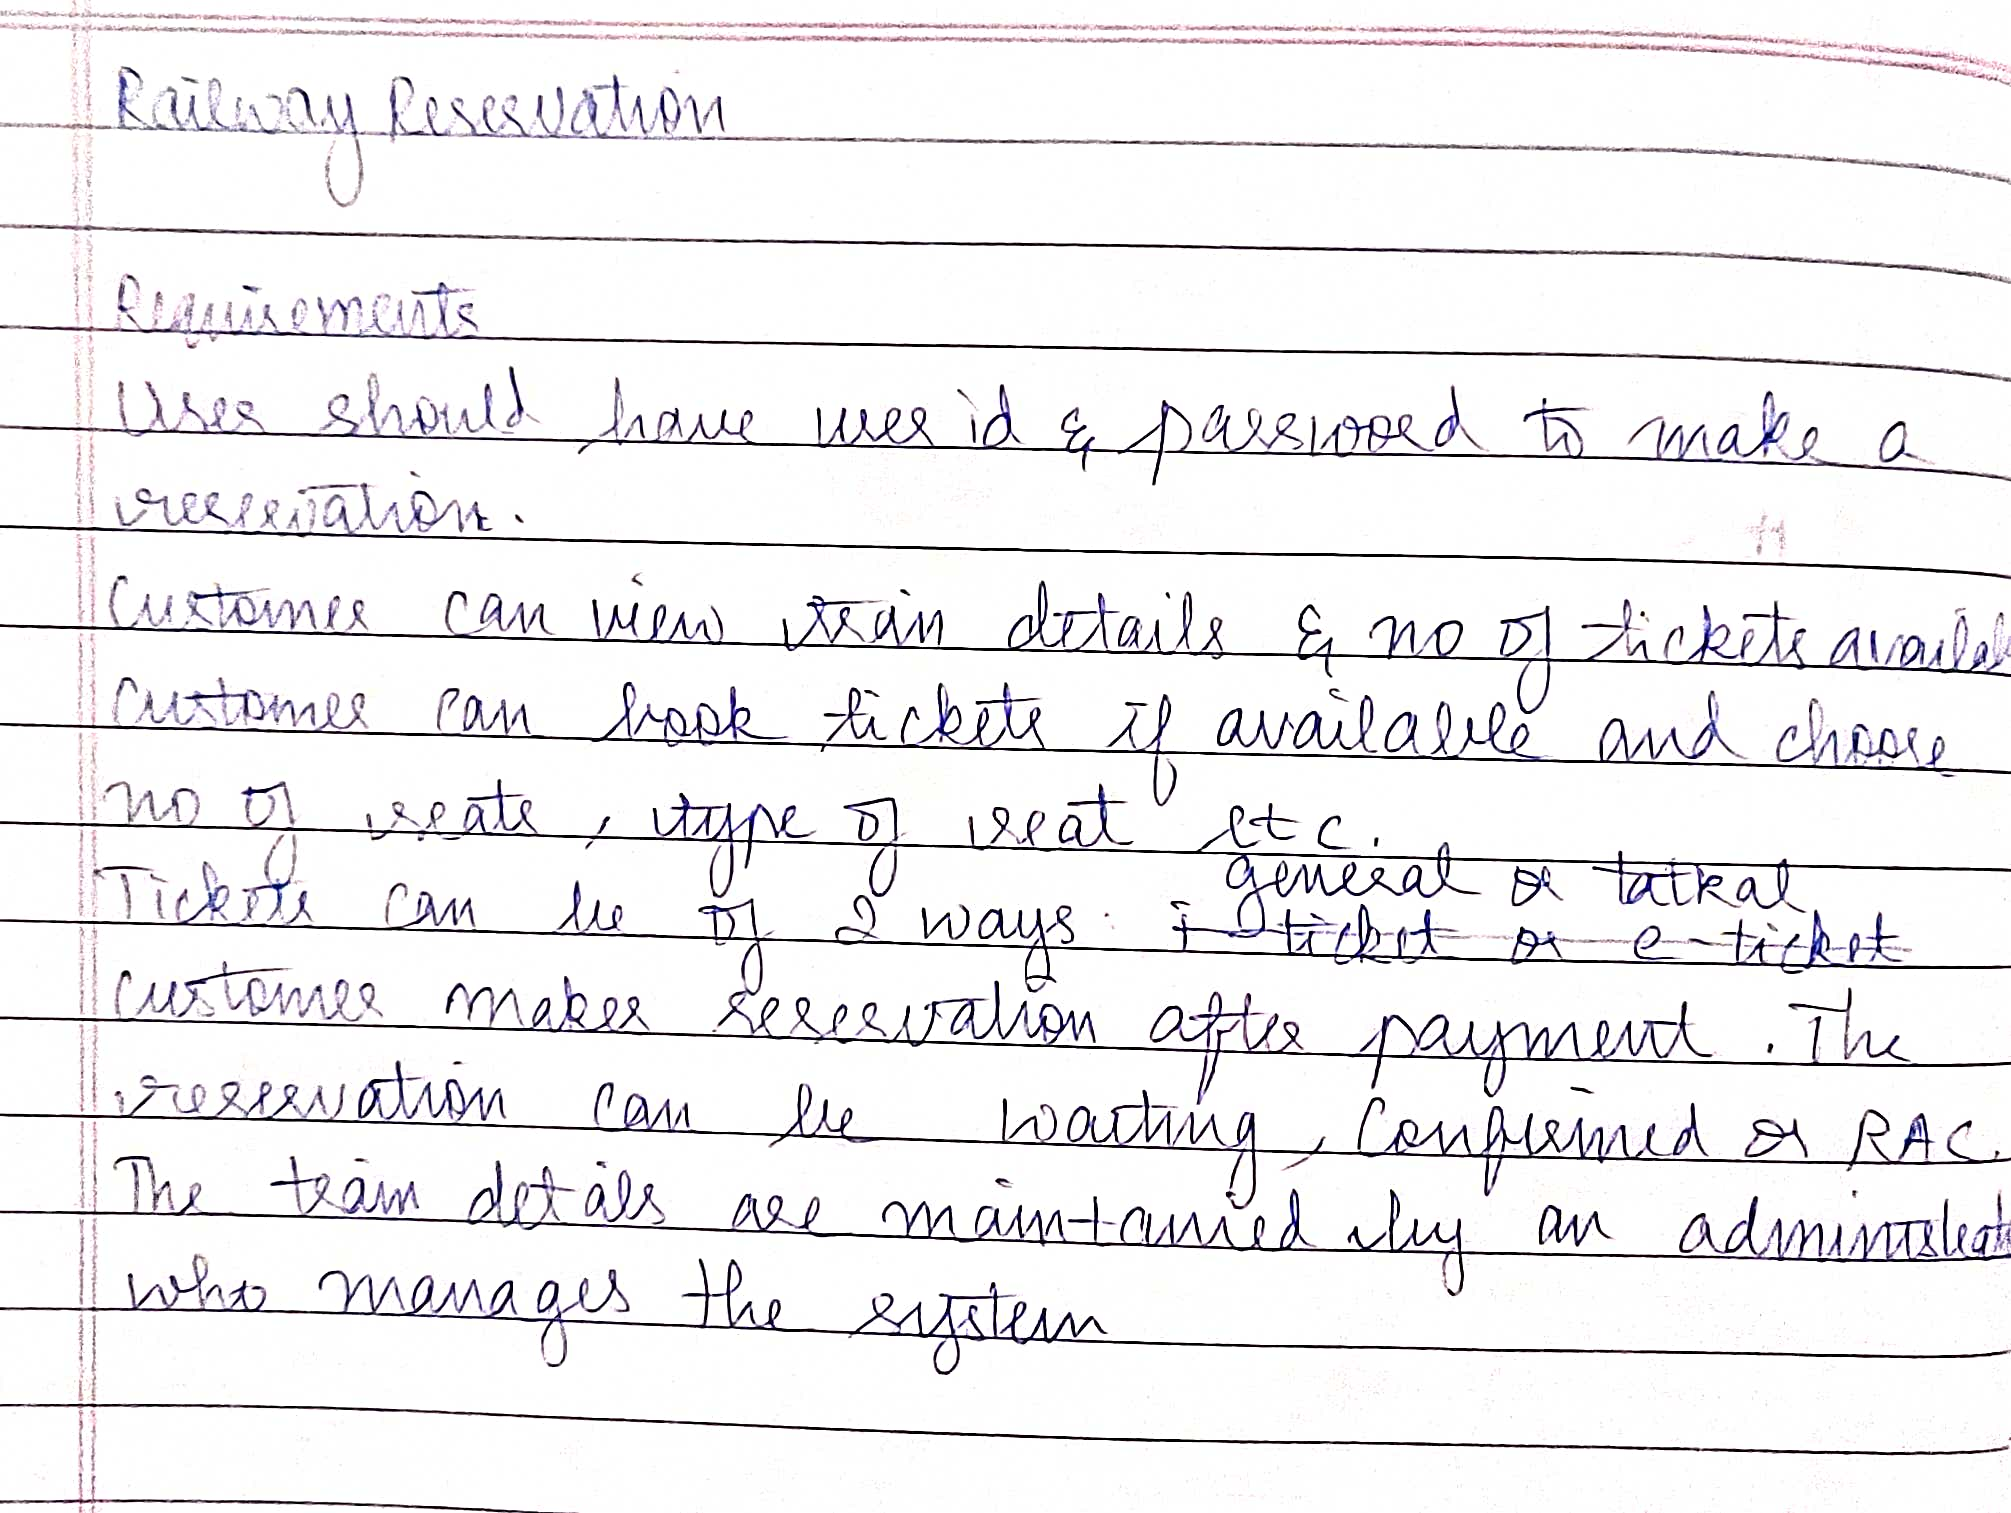 Railway Reservation
Requirements
User should have user id & password to make a
reservation.
Customer can view train details & no of tickets availab
Customer can book tickets if available and choose
no of seats, type of seat etc.
general or tatkal
Tickets can be of 2 ways : i-ticket or e-ticket
Customer makes reservation after payment. The
reservation can be waiting, Confirmed or RAC.
The train details are maintained by an administrat
who manages the system